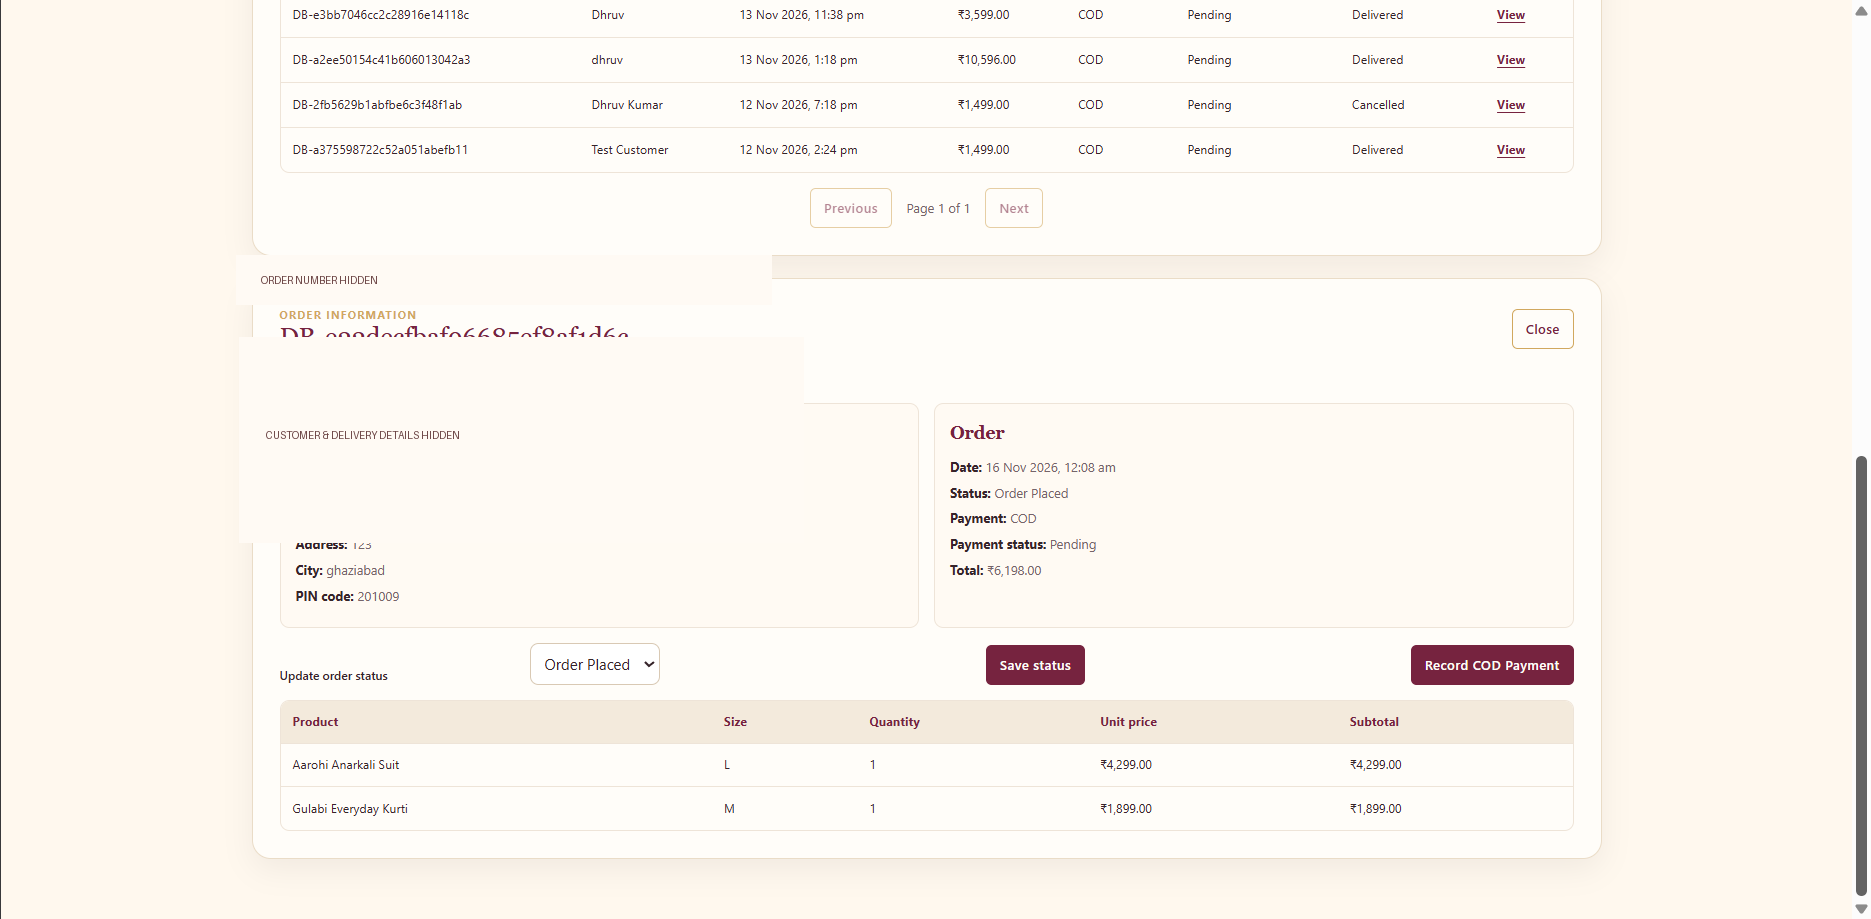 DB-e3bb7046cc2c28916e14118c Dhruv 13 Nov 2026, 11:38 pm ₹3,599.00 COD Pending Delivered View
DB-a2ee50154c41b606013042a3 dhruv 13 Nov 2026, 1:18 pm ₹10,596.00 COD Pending Delivered View
DB-2fb5629b1abfbe6c3f48f1ab Dhruv Kumar 12 Nov 2026, 7:18 pm ₹1,499.00 COD Pending Cancelled View
DB-a375598722c52a051abefb11 Test Customer 12 Nov 2026, 2:24 pm ₹1,499.00 COD Pending Delivered View
Previous Page 1 of 1 Next
ORDER NUMBER HIDDEN
ORDER INFORMATION
Close
CUSTOMER & DELIVERY DETAILS HIDDEN
Address: 123
City: ghaziabad
PIN code: 201009
Order
Date: 16 Nov 2026, 12:08 am
Status: Order Placed
Payment: COD
Payment status: Pending
Total: ₹6,198.00
Update order status Order Placed Save status Record COD Payment
Product Size Quantity Unit price Subtotal
Aarohi Anarkali Suit L 1 ₹4,299.00 ₹4,299.00
Gulabi Everyday Kurti M 1 ₹1,899.00 ₹1,899.00